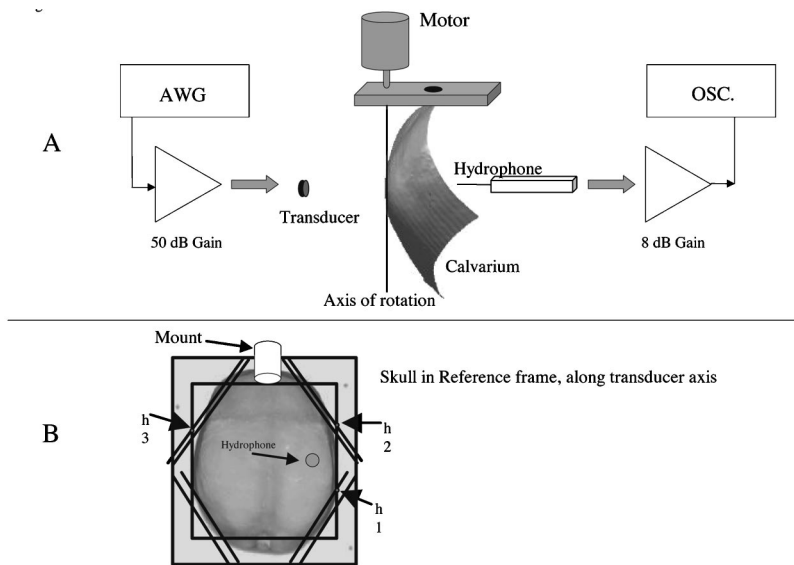 Motor
AWG
OSC.
A
Hydrophone
Transducer
50 dB Gain
8 dB Gain
Calvarium
Axis of rotation
Mount
Skull in Reference frame, along transducer axis
h
3
h
2
B
Hydrophone
h
1